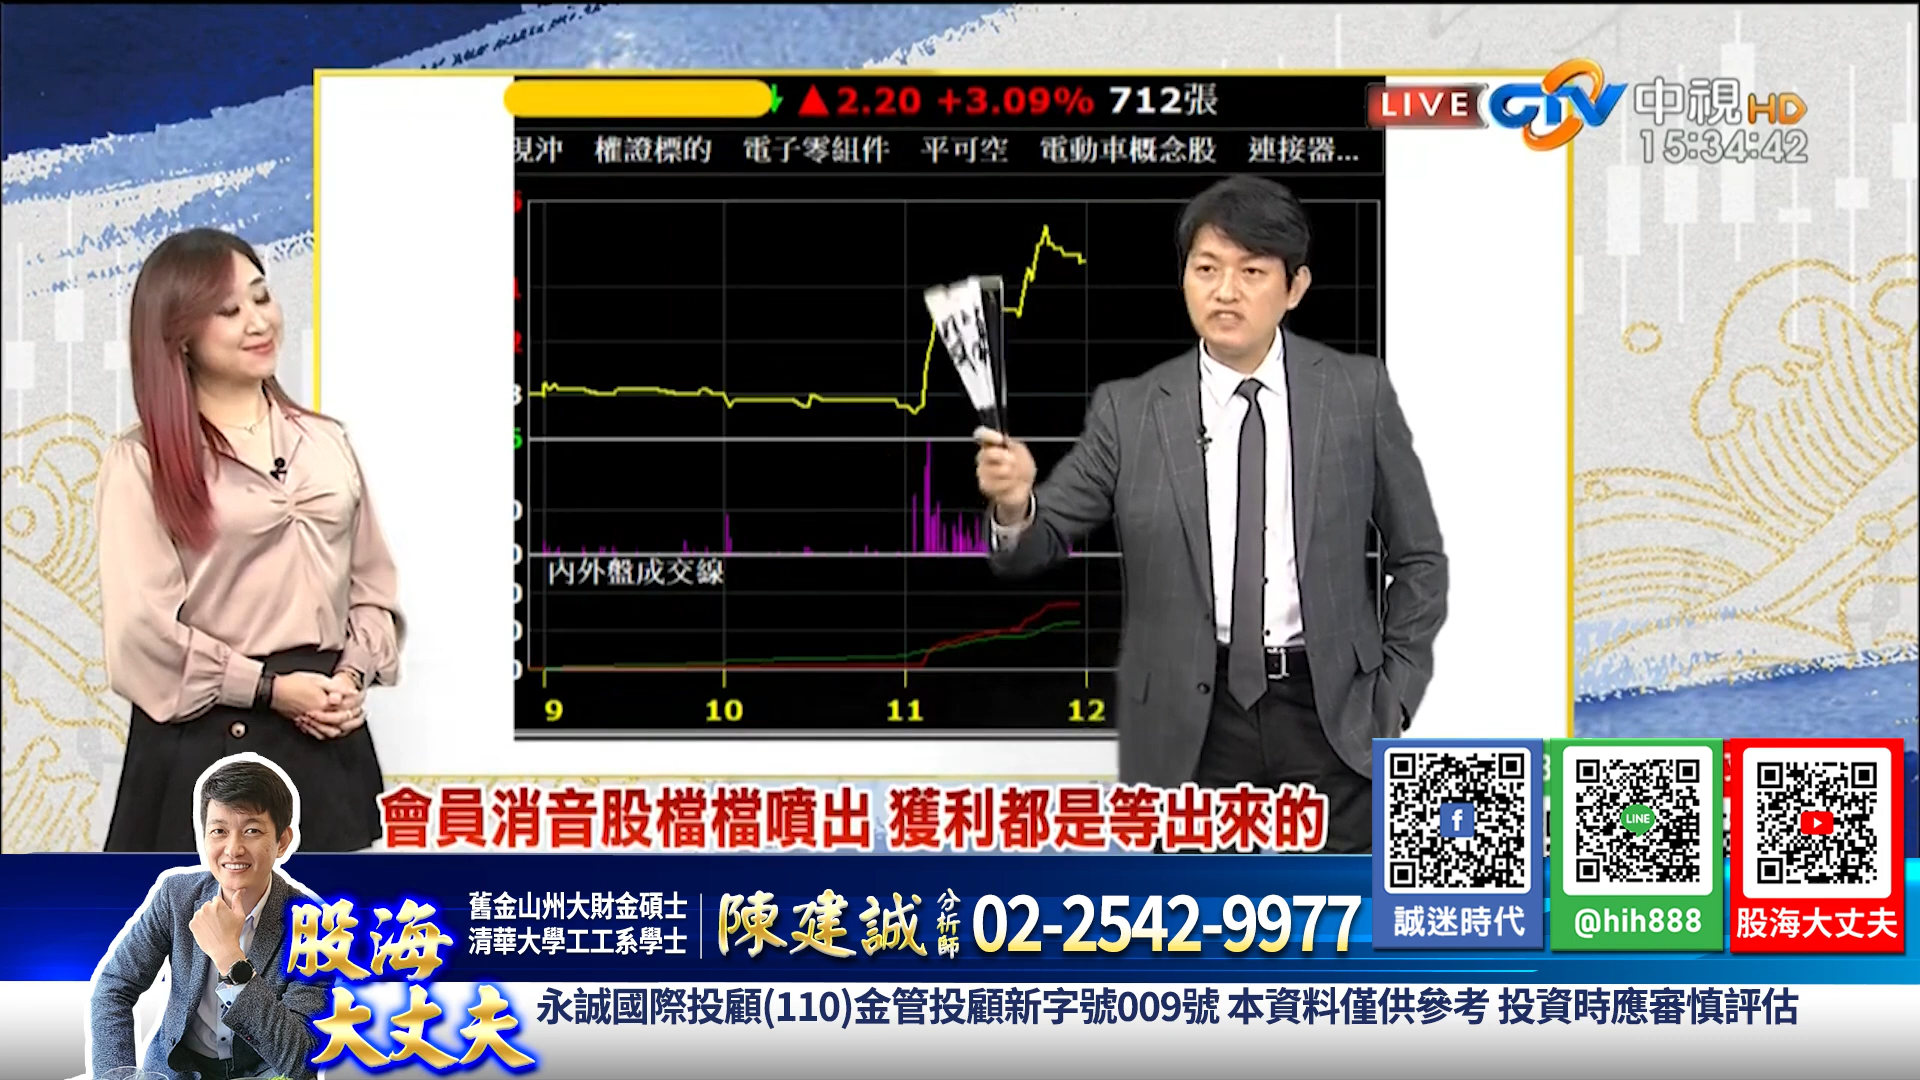 ▲2.20 +3.09% 712張
LIVE CTV 中視HD
15:34:42
現沖 權證標的 電子零組件 平可空 電動車概念股 連接器...
內外盤成交線
9 10 11 12
會員消音股檔檔噴出 獲利都是等出來的
股海
大丈夫
舊金山州大財金碩士
清華大學工工系學士
陳建誠 分析師 02-2542-9977
誠迷時代
LINE
@hih888
股海大丈夫
永誠國際投顧(110)金管投顧新字號009號 本資料僅供參考 投資時應審慎評估